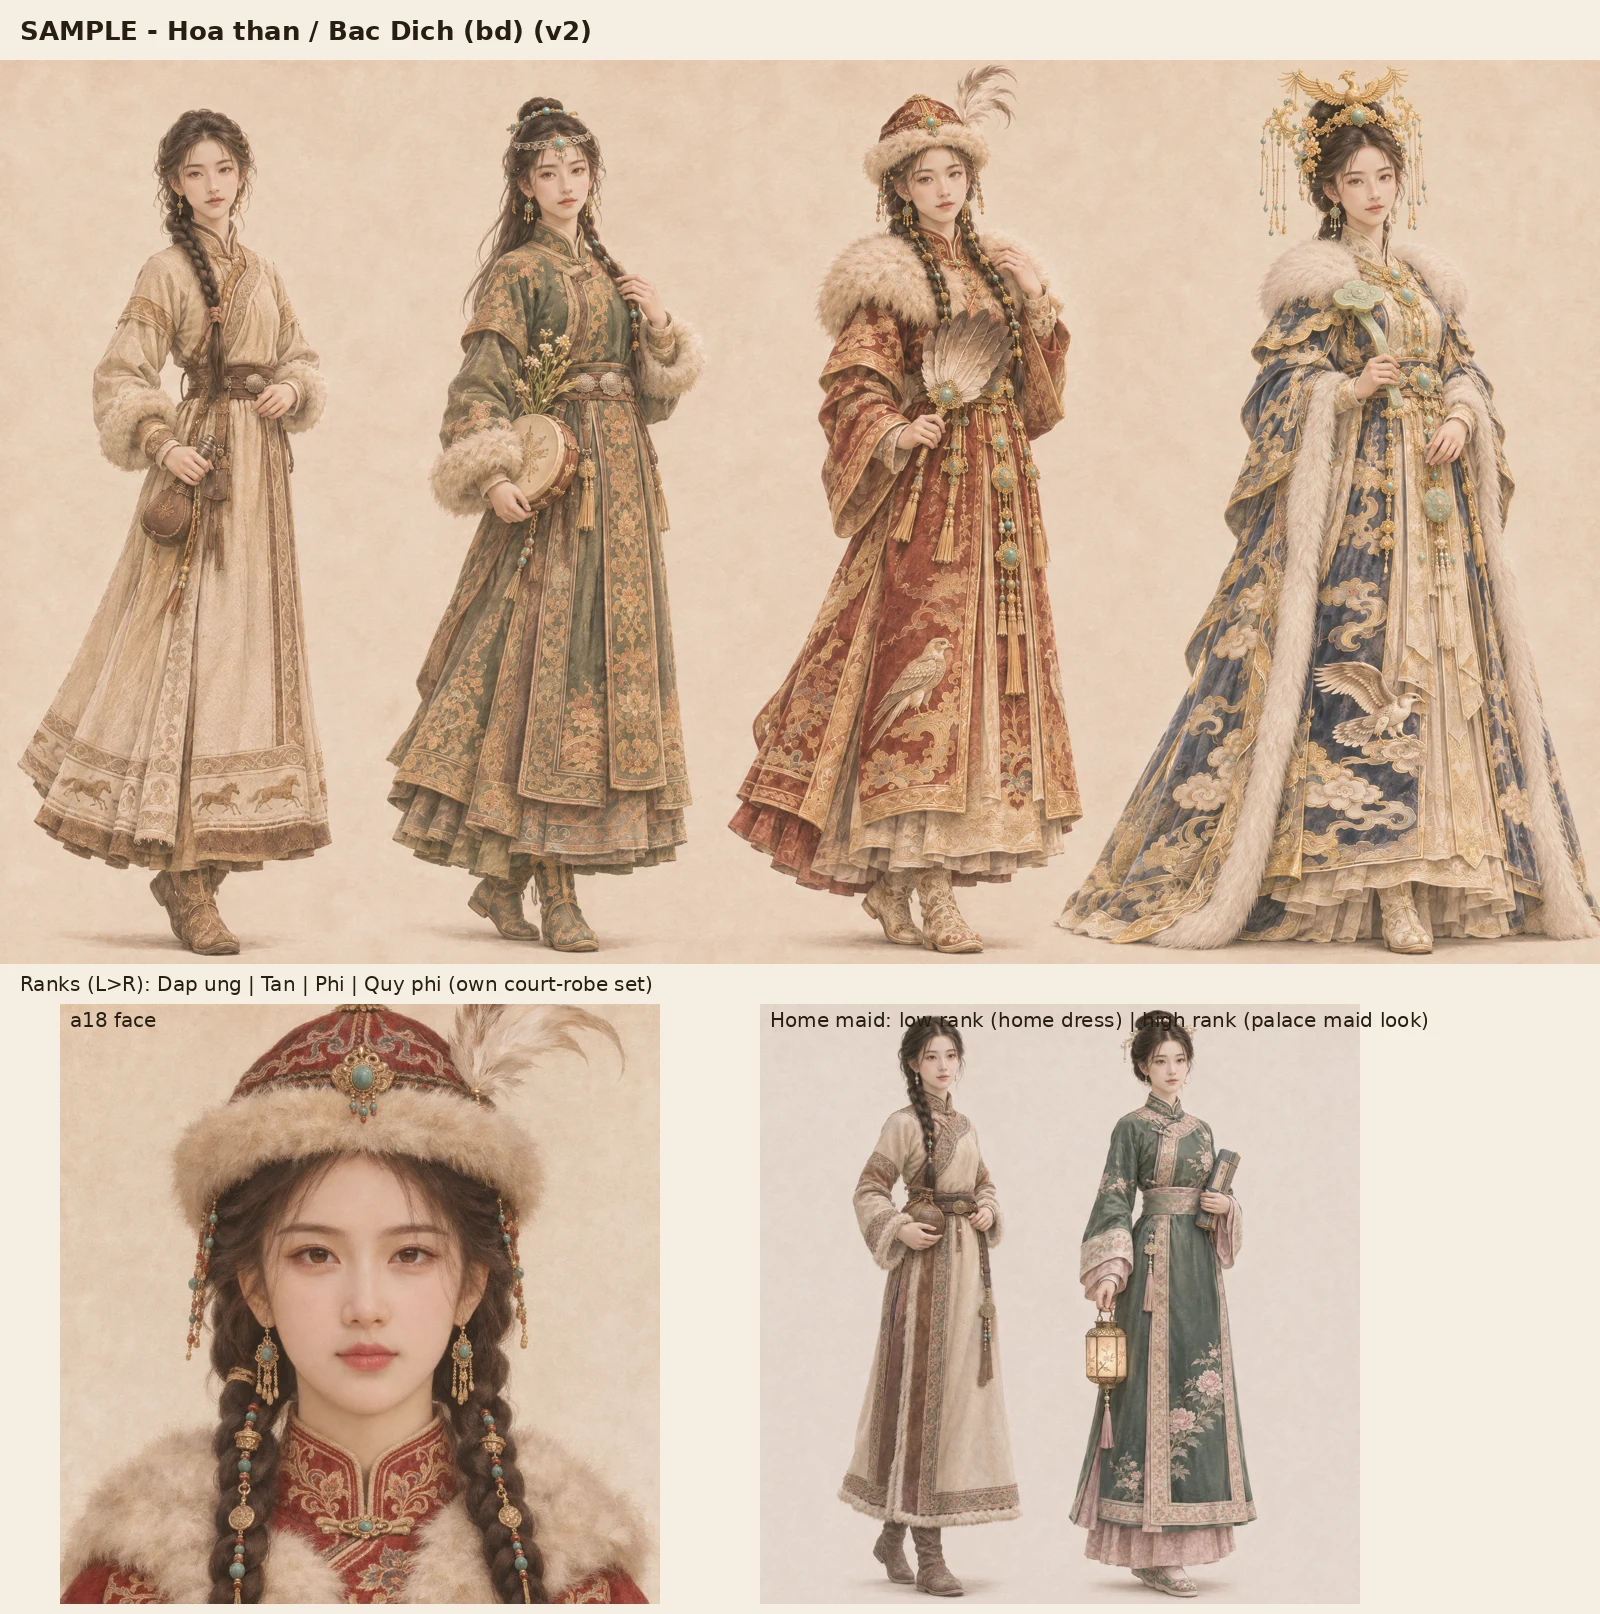 SAMPLE - Hoa than / Bac Dich (bd) (v2)
Ranks (L>R): Dap ung | Tan | Phi | Quy phi (own court-robe set)
a18 face
Home maid: low rank (home dress) | high rank (palace maid look)